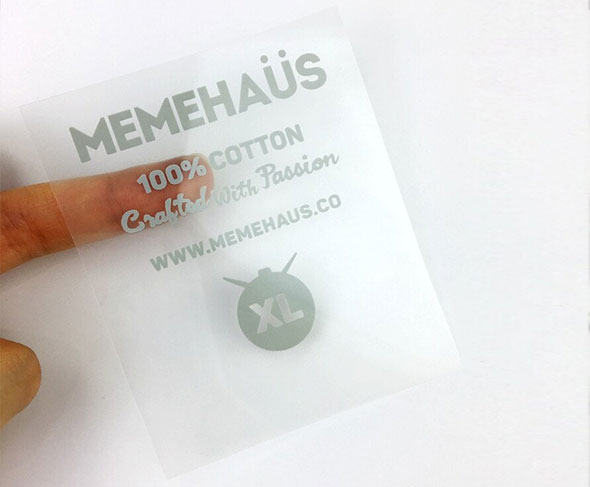 MEMEHAÜS
100% COTTON
Crafted With Passion
WWW.MEMEHAUS.CO
XL